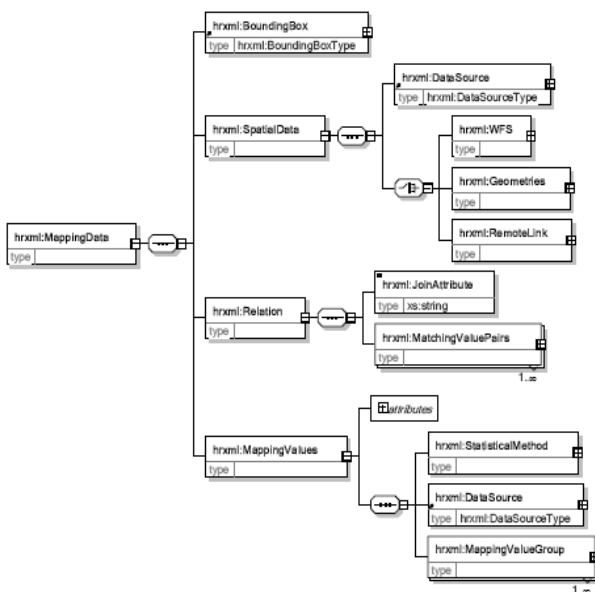 hrxml:BoundingBox
type hrxml:BoundingBoxType
hrxml:DataSource
type hrxml:DataSourceType
hrxml:SpatialData
type
hrxml:WFS
type
hrxml:Geometries
type
hrxml:RemoteLink
type
hrxml:MappingData
type
hrxml:JoinAttribute
type xs:string
hrxml:Relation
type
hrxml:MatchingValuePairs
type
1..∞
attributes
hrxml:MappingValues
type
hrxml:StatisticalMethod
type
hrxml:DataSource
type hrxml:DataSourceType
hrxml:MappingValueGroup
type
1..∞